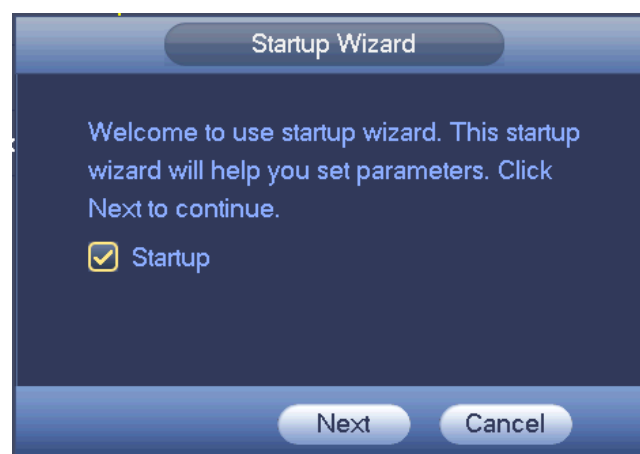 Startup Wizard
Welcome to use startup wizard. This startup
wizard will help you set parameters. Click
Next to continue.
Startup
Next Cancel